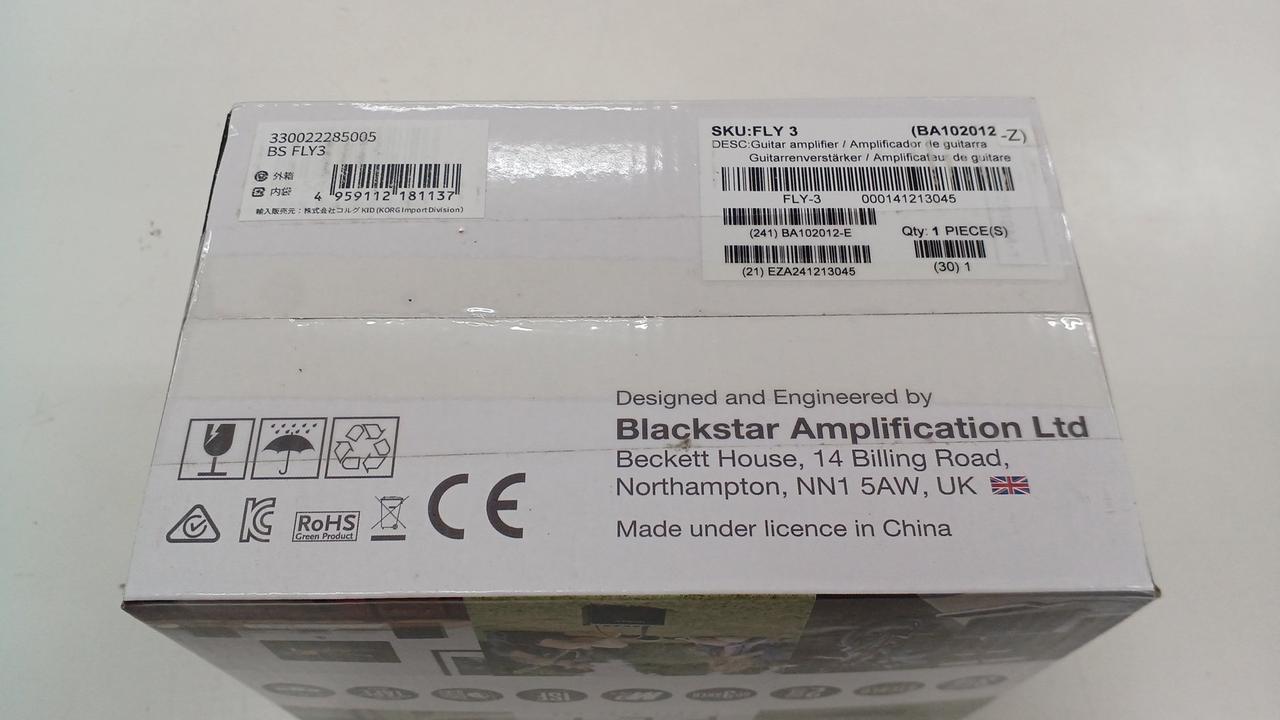 330022285005
BS FLY3
外箱
内袋
4 959112 181137
輸入販売元：株式会社コルグ KID (KORG Import Division)
SKU:FLY 3 (BA102012 -Z)
DESC:Guitar amplifier / Amplificador de guitarra
Guitarrenverstärker / Amplificateu de guitare
FLY-3 000141213045
(241) BA102012-E
Qty: 1 PIECE(S)
(21) EZA241213045
(30) 1
Designed and Engineered by
Blackstar Amplification Ltd
Beckett House, 14 Billing Road,
Northampton, NN1 5AW, UK
Made under licence in China
RoHS
Green Product
CE
ISF